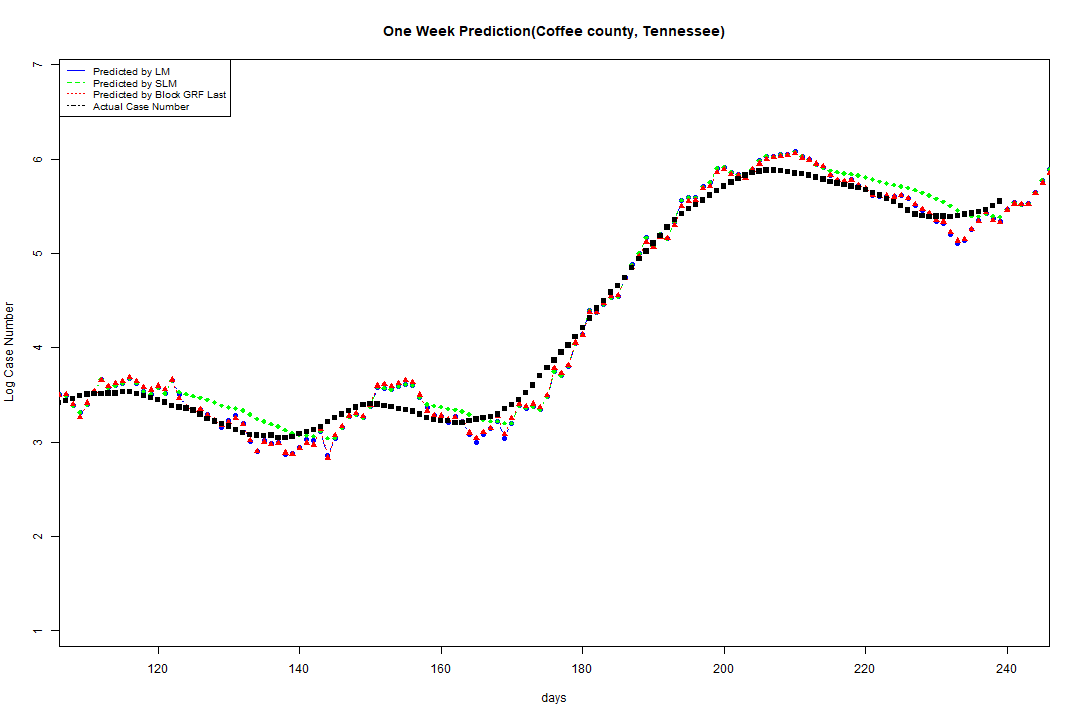 One Week Prediction(Coffee county, Tennessee)
Predicted by LM
Predicted by SLM
Predicted by Block GRF Last
Actual Case Number
7
6
5
4
3
2
1
Log Case Number
120 140 160 180 200 220 240
days